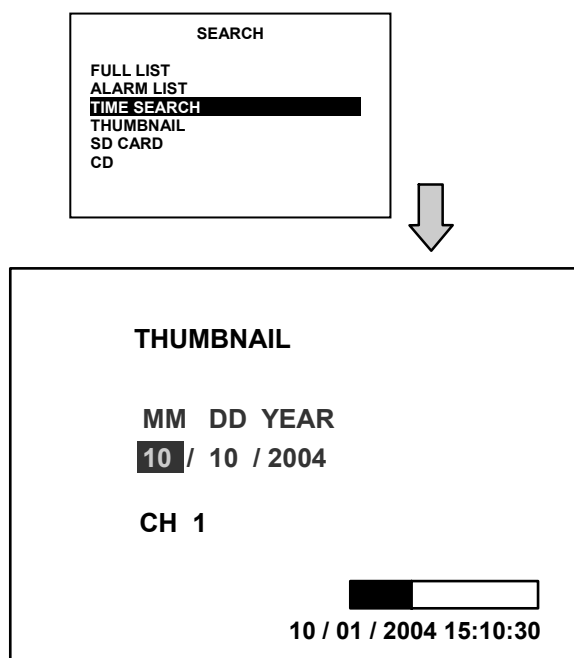 SEARCH
FULL LIST
ALARM LIST
TIME SEARCH
THUMBNAIL
SD CARD
CD
THUMBNAIL
MM DD YEAR
10 / 10 / 2004
CH 1
10 / 01 / 2004 15:10:30